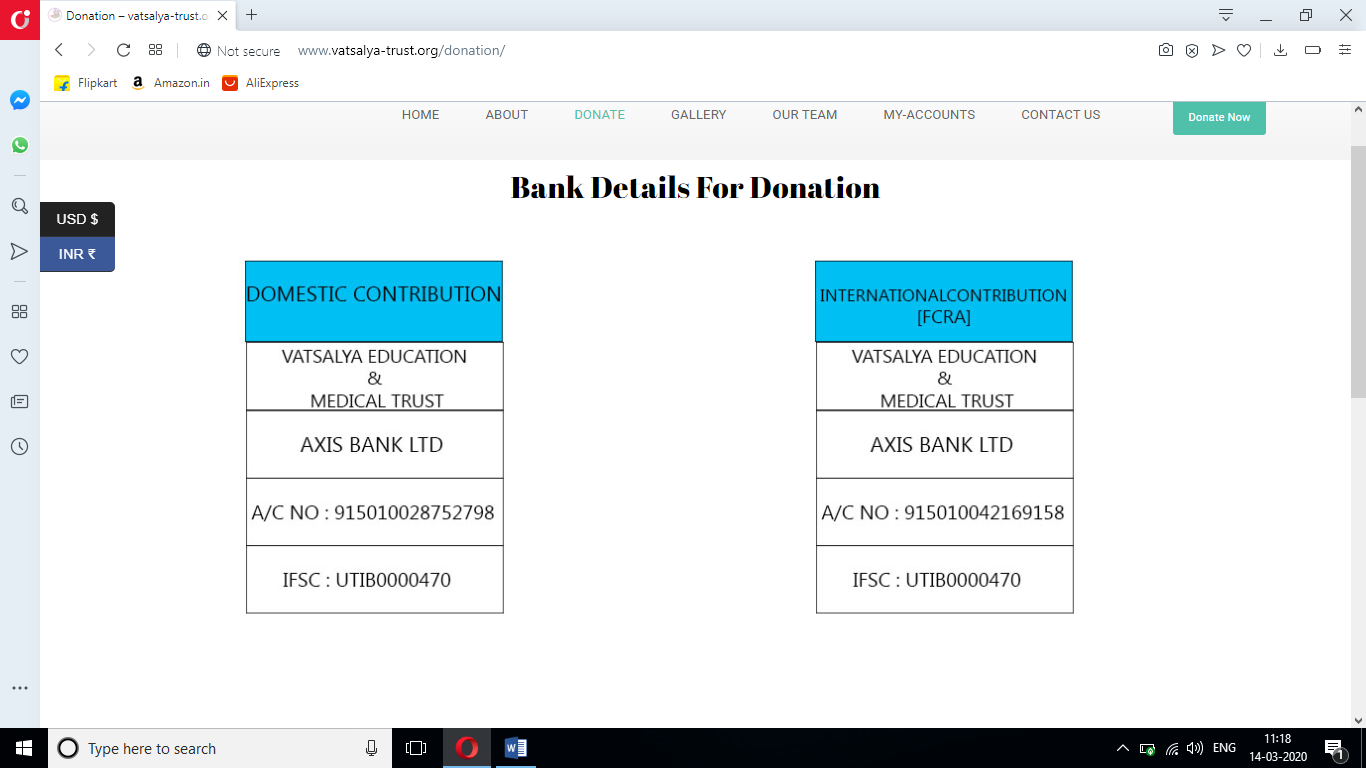 Donation – vatsalya-trust.o
Not secure
www.vatsalya-trust.org/donation/
Flipkart
Amazon.in
AliExpress
HOME
ABOUT
DONATE
GALLERY
OUR TEAM
MY-ACCOUNTS
CONTACT US
Donate Now
Bank Details For Donation
USD $
INR ₹
DOMESTIC CONTRIBUTION
VATSALYA EDUCATION
&
MEDICAL TRUST
AXIS BANK LTD
A/C NO : 915010028752798
IFSC : UTIB0000470
INTERNATIONALCONTRIBUTION
[FCRA]
VATSALYA EDUCATION
&
MEDICAL TRUST
AXIS BANK LTD
A/C NO : 915010042169158
IFSC : UTIB0000470
Type here to search
ENG
11:18
14-03-2020
1